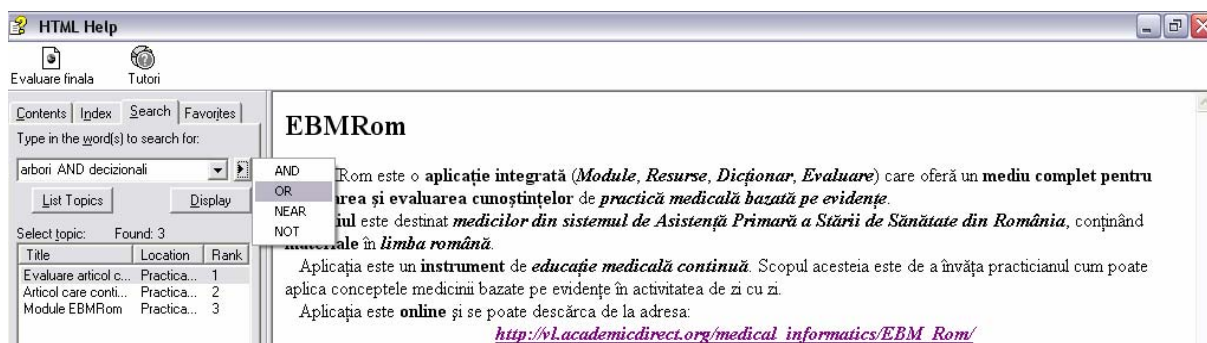 HTML Help
Evaluare finala Tutori
Contents Index Search Favorites
Type in the word(s) to search for:
arbori AND decizionali
AND
OR
NEAR
NOT
List Topics Display
Select topic: Found: 3
Title Location Rank
Evaluare articol c... Practica... 1
Articol care conti... Practica... 2
Module EBMRom Practica... 3
EBMRom
Rom este o aplicație integrată (Module, Resurse, Dicționar, Evaluare) care oferă un mediu complet pentru
area și evaluarea cunoștințelor de practică medicală bazată pe evidențe.
iul este destinat medicilor din sistemul de Asistență Primară a Stării de Sănătate din România, conținând
ale în limba română.
Aplicația este un instrument de educație medicală continuă. Scopul acesteia este de a învăța practicianul cum poate
aplica conceptele medicinii bazate pe evidențe în activitatea de zi cu zi.
Aplicația este online și se poate descărca de la adresa:
http://vl.academicdirect.org/medical_informatics/EBM_Rom/